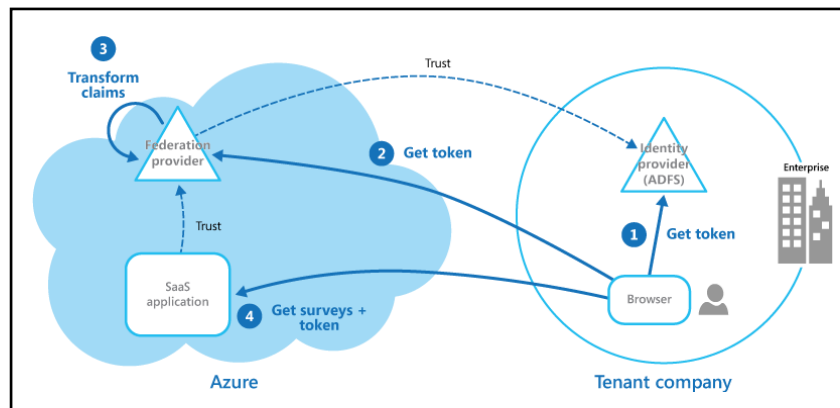 3
Transform
claims
Trust
Federation
provider
2 Get token
Identity
provider
(ADFS)
Enterprise
1 Get token
Trust
SaaS
application
Browser
4 Get surveys +
token
Azure
Tenant company